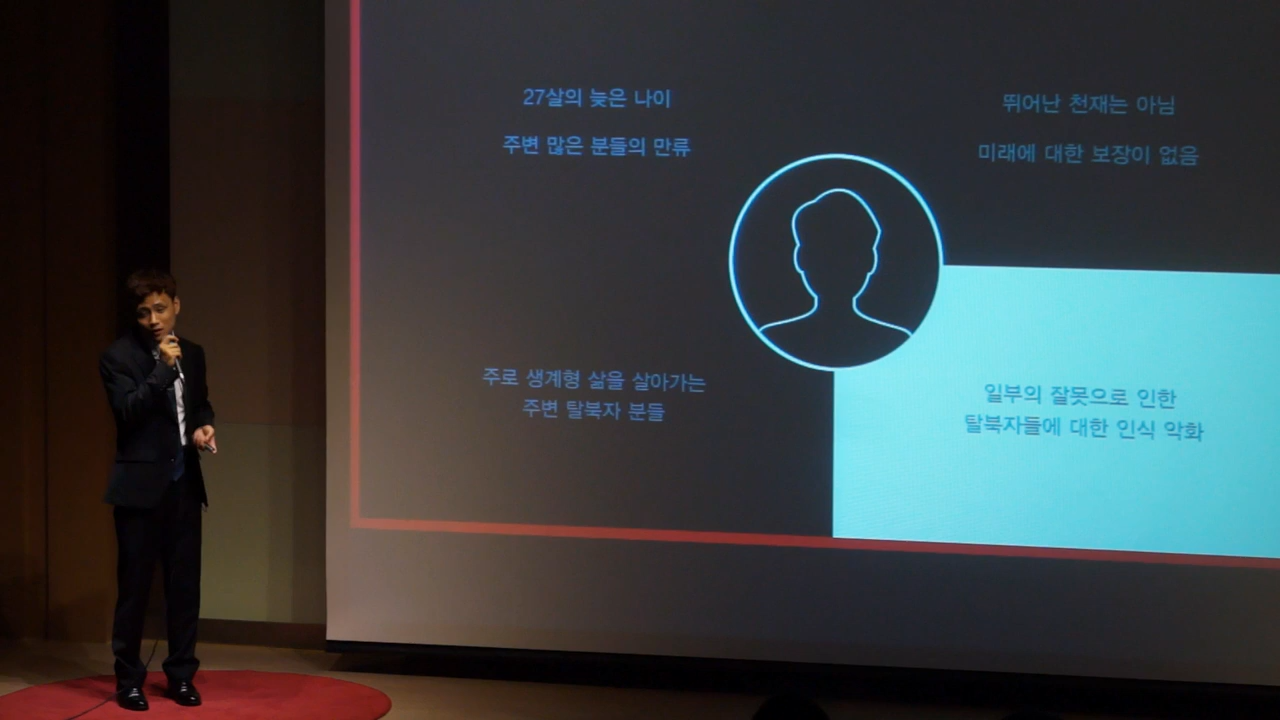 27살의 늦은 나이
주변 많은 분들의 만류
뛰어난 천재는 아님
미래에 대한 보장이 없음
주로 생계형 삶을 살아가는
주변 탈북자 분들
일부의 잘못으로 인한
탈북자들에 대한 인식 악화